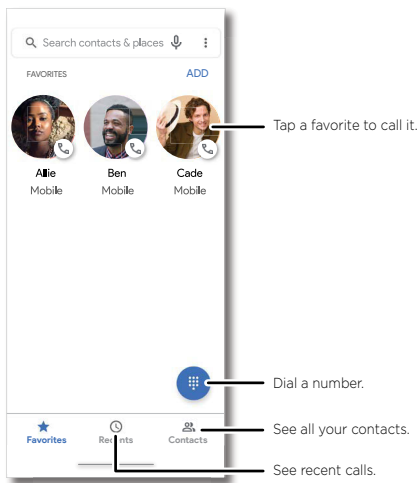 Search contacts & places
FAVORITES ADD
Tap a favorite to call it.
Allie Ben Cade
Mobile Mobile Mobile
Dial a number.
See all your contacts.
Favorites Recents Contacts
See recent calls.